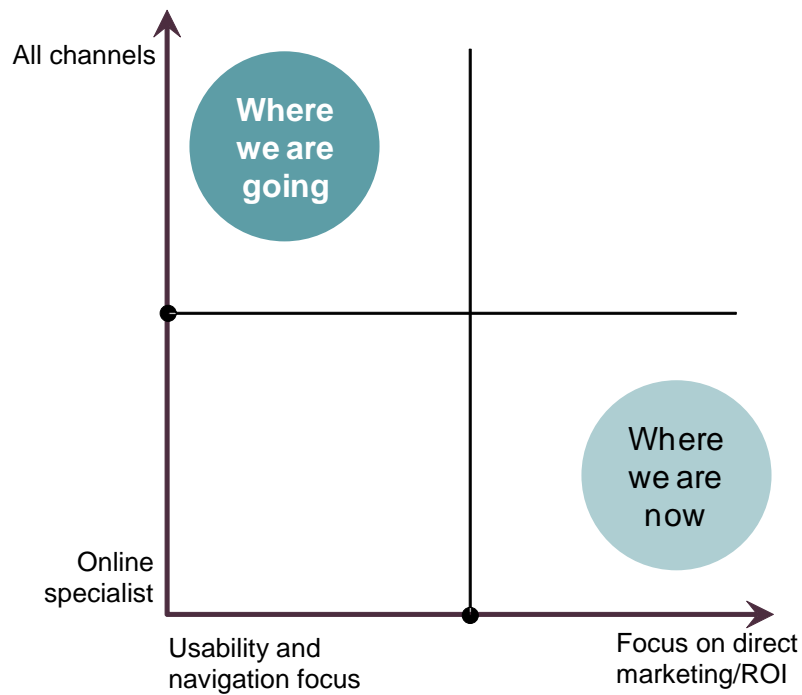 All channels
Where
we are
going
Where
we are
now
Online
specialist
Usability and
navigation focus
Focus on direct
marketing/ROI